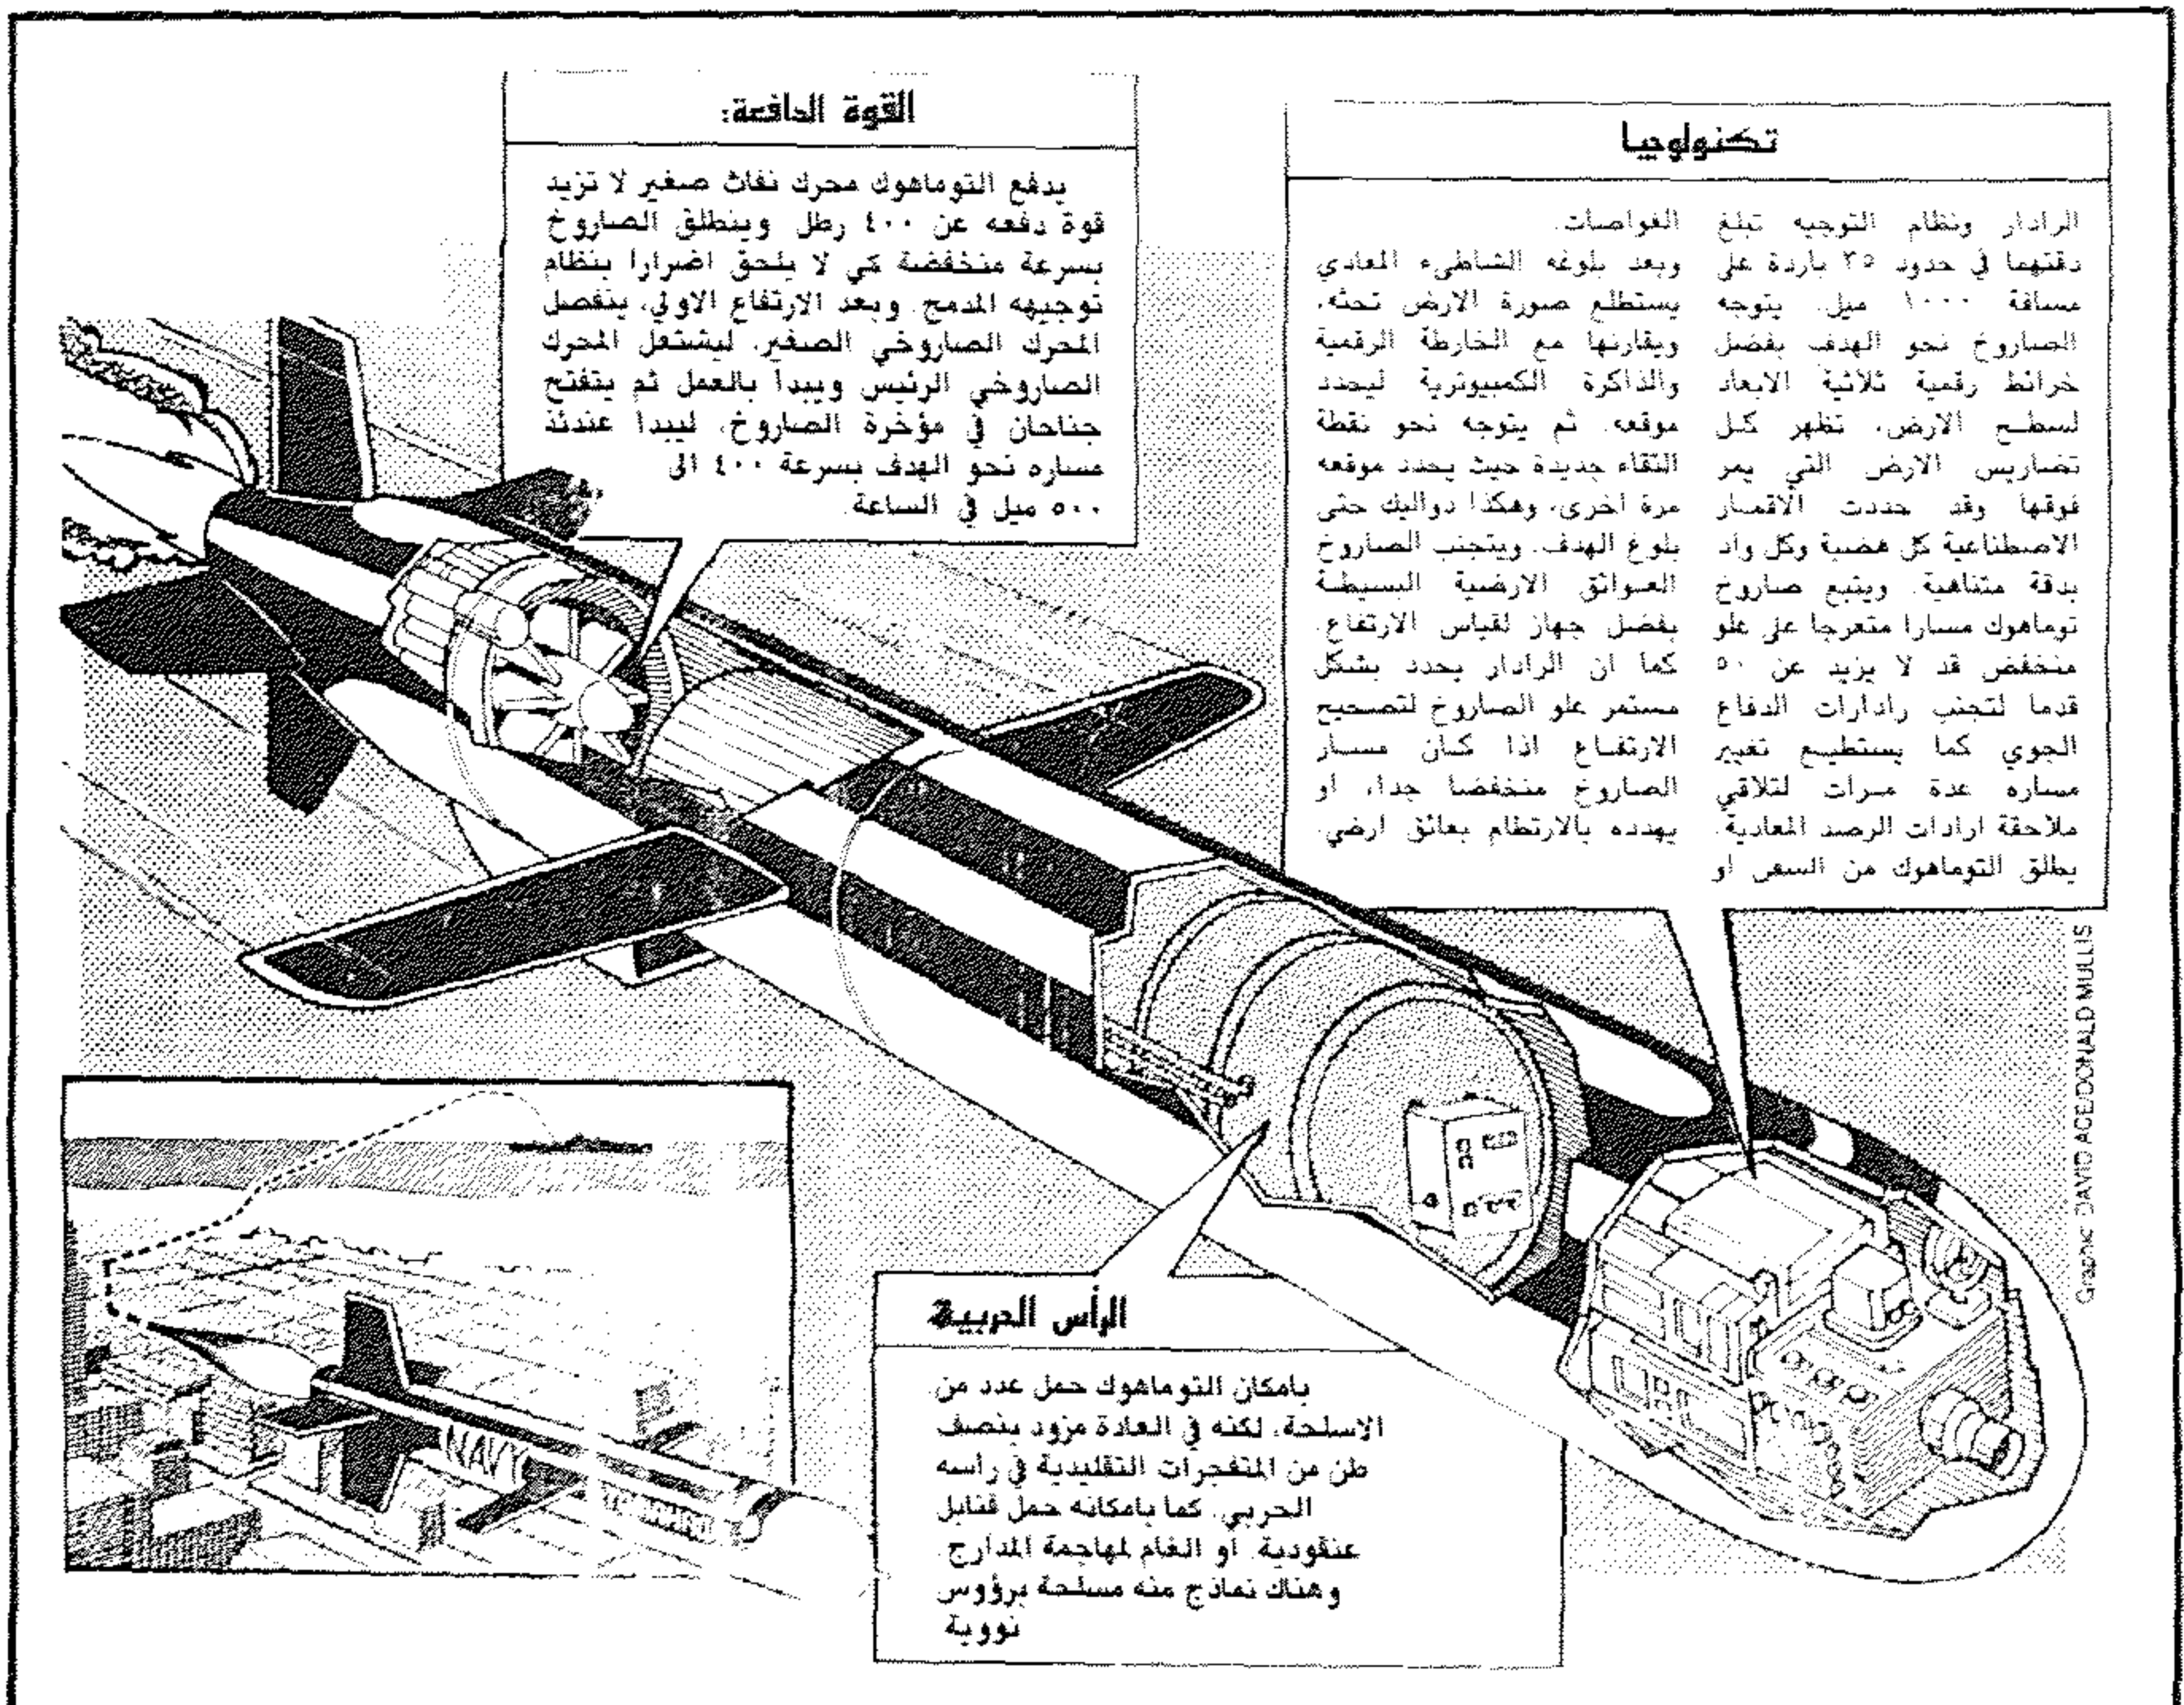 القوة الدافعة:
يدفع التوماهوك محرك نفاث صغير لا تزيد
قوة دفعه عن ٤٠٠ رطل وينطلق الصاروخ
بسرعة منخفضة كي لا يلحق اضرارا بنظام
توجيهه المدمج. وبعد الارتفاع الاولي، ينفصل
المحرك الصاروخي الصغير، ليشتعل المحرك
الصاروخي الرئيس ويبدأ بالعمل ثم يتفتح
جناحان في مؤخرة الصاروخ، ليبدا عندئذ
مساره نحو الهدف بسرعة ٤٠٠ الى
٥٠٠ ميل في الساعة.
تكنولوجيا
الرادار ونظام التوجيه تبلغ
دقتهما في حدود ٣٥ ياردة على
مسافة ١٠٠٠ ميل. يتوجه
الصاروخ نحو الهدف بفضل
خرائط رقمية ثلاثية الابعاد
لسطح الارض، تظهر كل
تضاريس الارض التي يمر
فوقها وقد حددت الاقمار
الاصطناعية كل هضبة وكل واد
بدقة متناهية. ويتبع صاروخ
توماهوك مسارا متعرجا على علو
منخفض قد لا يزيد عن ٥٠
قدما لتجنب رادارات الدفاع
الجوي كما يستطيع تغيير
مساره عدة مرات لتلافي
ملاحقة ارادات الرصد المعادية.
يطلق التوماهوك من السفن او
الغواصات.
وبعد بلوغه الشاطىء المعادي
يستطلع صورة الارض تحته،
ويقارنها مع الخارطة الرقمية
والذاكرة الكمبيوترية ليحدد
موقعه. ثم يتوجه نحو نقطة
التقاء جديدة حيث يحدد موقعه
مرة اخرى، وهكذا دواليك حتى
بلوغ الهدف. ويتجنب الصاروخ
العوائق الارضية البسيطة
بفضل جهاز لقياس الارتفاع.
كما ان الرادار يحدد بشكل
مستمر علو الصاروخ لتصحيح
الارتفاع اذا كان مسار
الصاروخ منخفضا جدا، او
يهدده بالارتطام بعائق ارضي.
Graphic DAVID ACE DONALD MULLIS
الرأس الحربية
بامكان التوماهوك حمل عدد من
الاسلحة، لكنه في العادة مزود بنصف
طن من المتفجرات التقليدية في رأسه
الحربي. كما بامكانه حمل قنابل
عنقودية. او الغام لمهاجمة المدارج
وهناك نماذج منه مسلحة برؤوس
نووية
NAVY